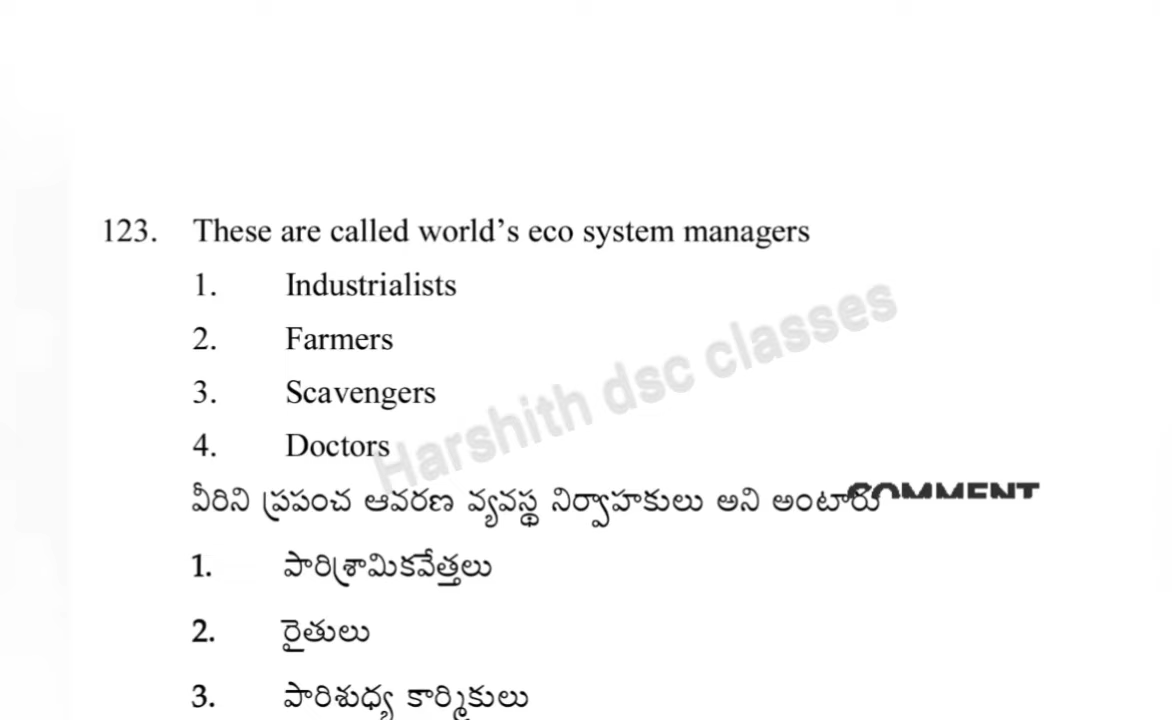 123. These are called world's eco system managers
1. Industrialists
2. Farmers
3. Scavengers
4. Doctors
Harshith dsc classes
వీరిని ప్రపంచ ఆవరణ వ్యవస్థ నిర్వాహకులు అని అంటారు
COMMENT
1. పారిశ్రామికవేత్తలు
2. రైతులు
3. పారిశుధ్య కార్మికులు